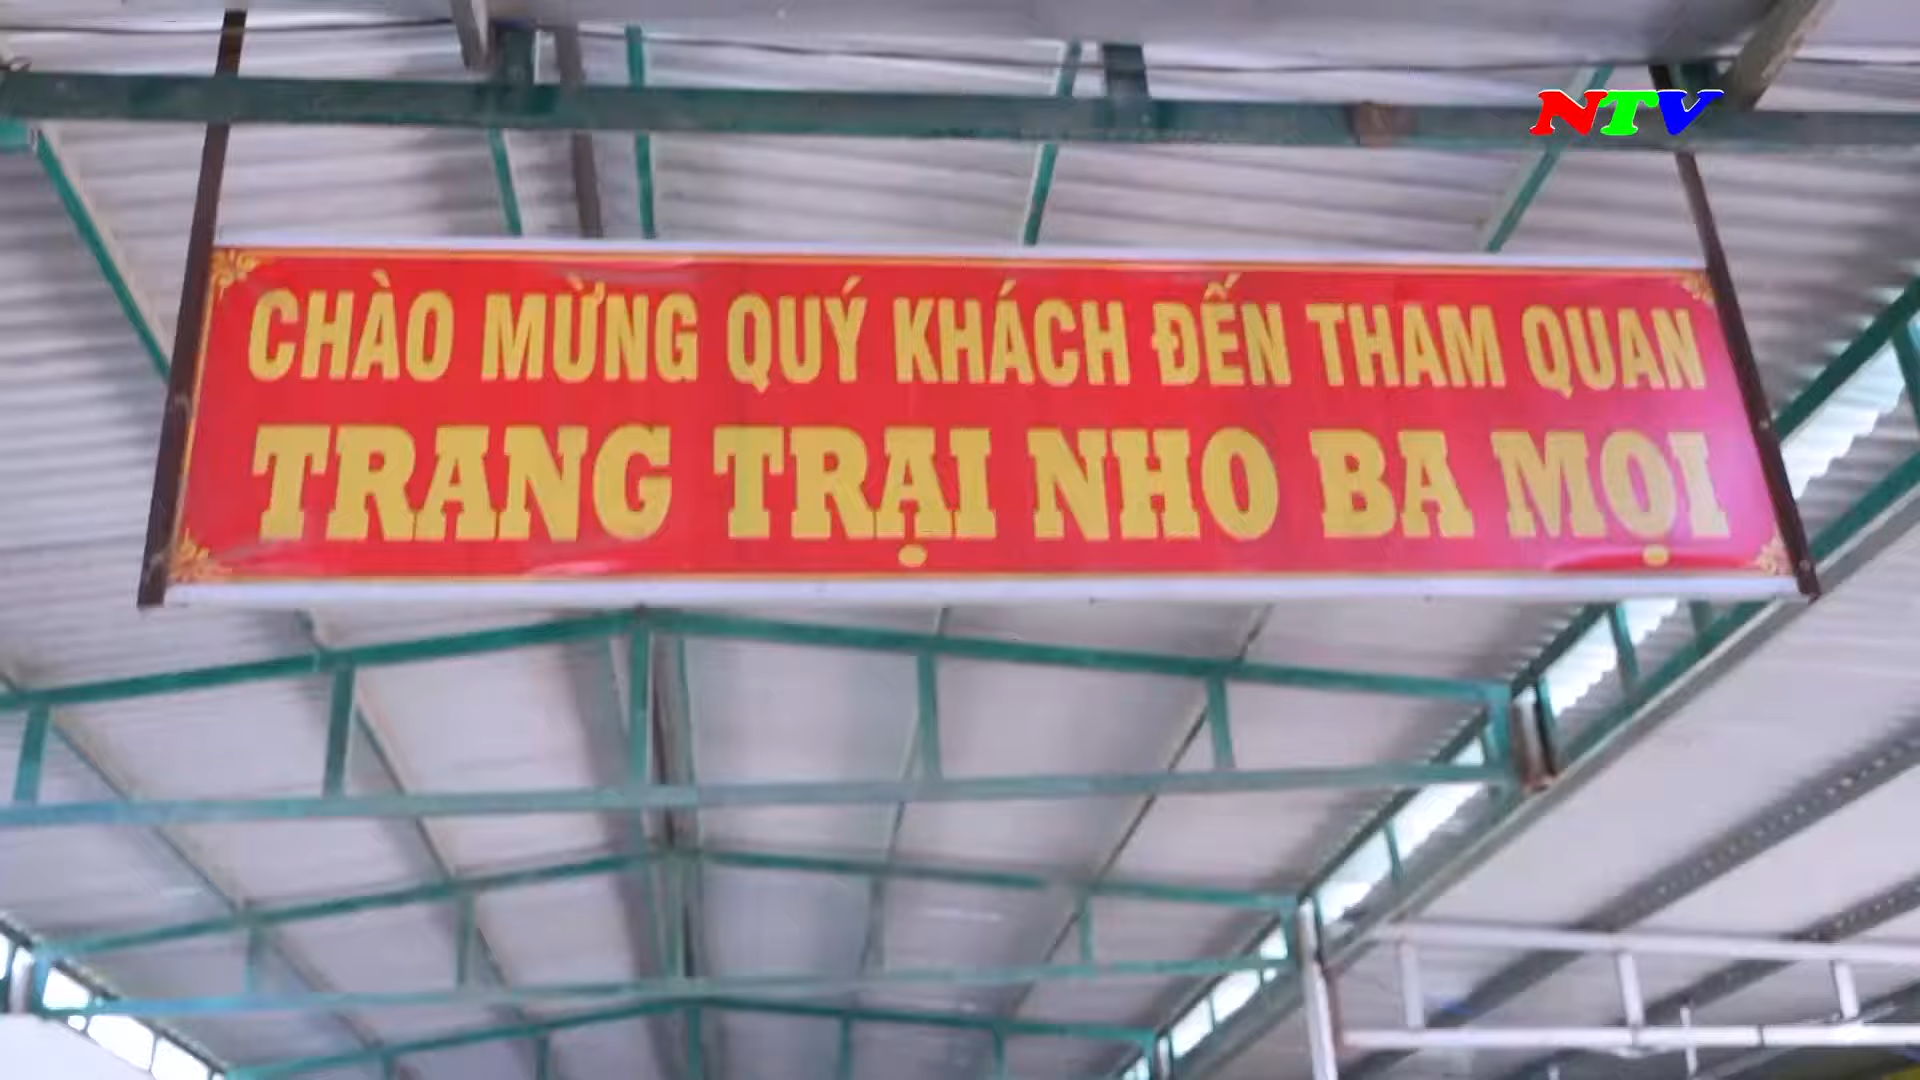 NTV
CHÀO MỪNG QUÝ KHÁCH ĐẾN THAM QUAN
TRANG TRẠI NHO BA MỌI